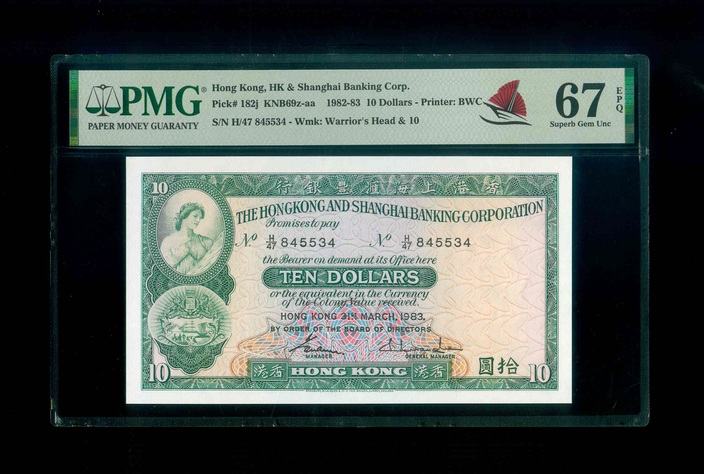 PMG®
PAPER MONEY GUARANTY
Hong Kong, HK & Shanghai Banking Corp.
Pick# 182j KNB69z-aa 1982-83 10 Dollars - Printer: BWC
S/N H/47 845534 - Wmk: Warrior's Head & 10
67
EPQ
Superb Gem Unc
10
行銀豐滙海上港香
THE HONGKONG AND SHANGHAI BANKING CORPORATION
Promises to pay
No H/47 845534 No H/47 845534
the Bearer on demand at its Office here
TEN DOLLARS
or the equivalent in the Currency
of the Colony, Value received.
HONG KONG 31ST MARCH, 1983.
BY ORDER OF THE BOARD OF DIRECTORS
MANAGER GENERAL MANAGER
圓拾
10 港香 HONG KONG 港香 10